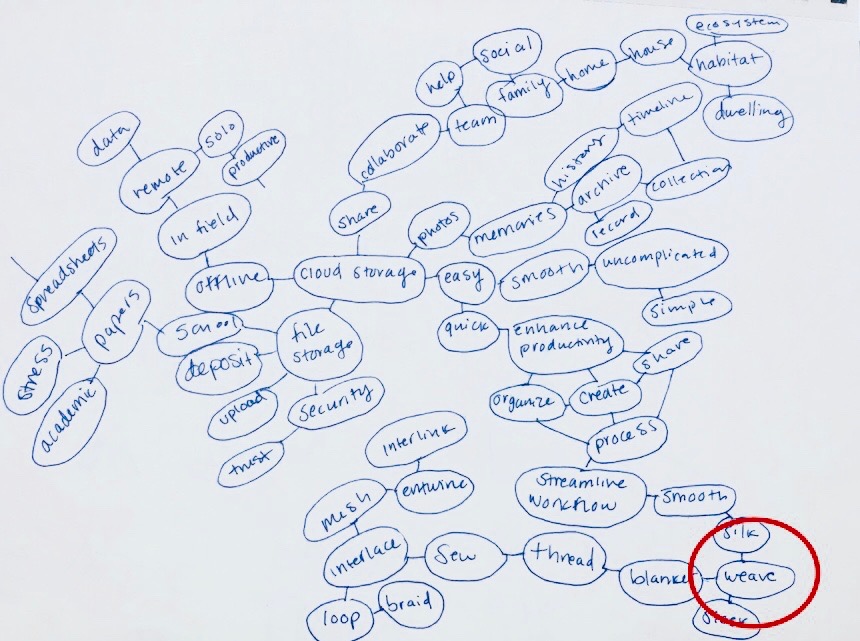 ecosystem
social
house
home
habitat
help
family
dwelling
timeline
team
collaborate
data
solo
productive
remote
history
archive
collection
share
in field
photos
memories
record
spreadsheets
offline
cloud storage
easy
smooth
uncomplicated
simple
papers
school
file
storage
quick
Enhance
productivity
share
deposit
stress
academic
upload
security
organize
create
trust
interlink
process
mesh
entwine
Streamline
Workflow
smooth
silk
interlace
sew
thread
blanket
weave
loop
braid